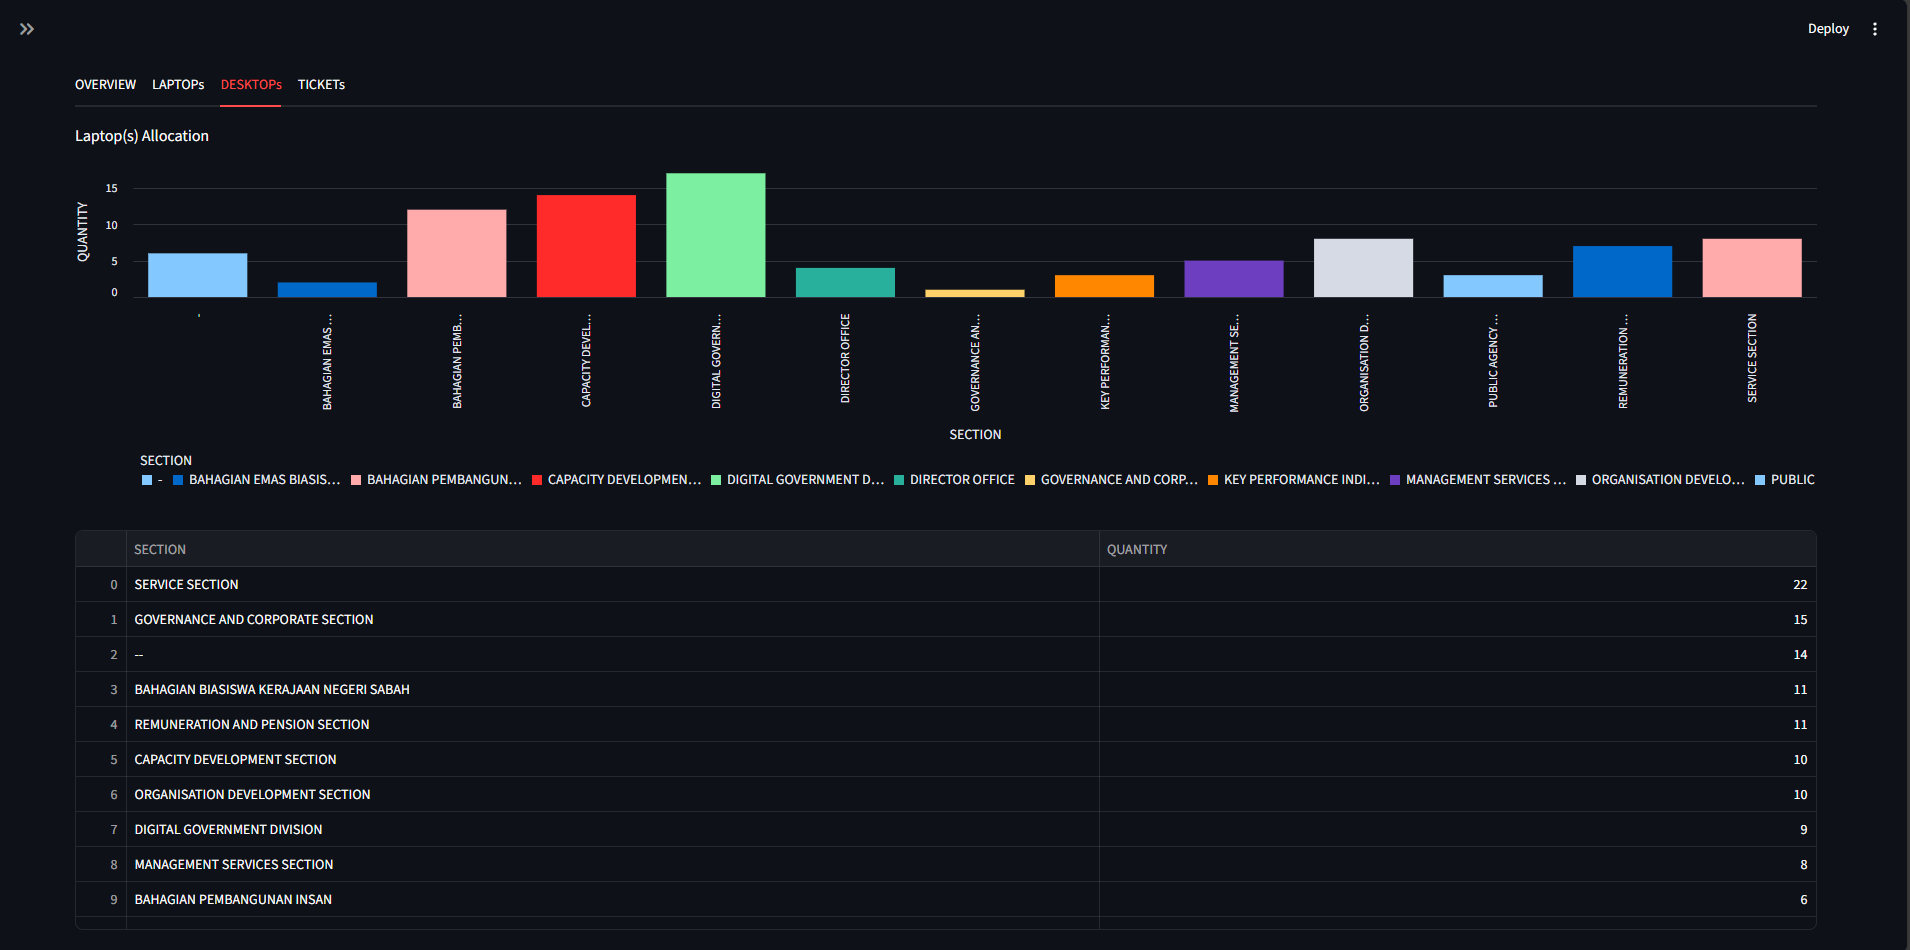 Deploy
OVERVIEW LAPTOPs DESKTOPs TICKETs
Laptop(s) Allocation
QUANTITY
15
10
5
0
-
BAHAGIAN EMAS …
BAHAGIAN PEMB…
CAPACITY DEVEL…
DIGITAL GOVERN…
DIRECTOR OFFICE
GOVERNANCE AN…
KEY PERFORMAN…
MANAGEMENT SE…
ORGANISATION D…
PUBLIC AGENCY …
REMUNERATION …
SERVICE SECTION
SECTION
SECTION
- BAHAGIAN EMAS BIASIS… BAHAGIAN PEMBANGUN… CAPACITY DEVELOPMEN… DIGITAL GOVERNMENT D… DIRECTOR OFFICE GOVERNANCE AND CORP… KEY PERFORMANCE INDI… MANAGEMENT SERVICES … ORGANISATION DEVELO… PUBLIC
SECTION QUANTITY
0 SERVICE SECTION 22
1 GOVERNANCE AND CORPORATE SECTION 15
2 -- 14
3 BAHAGIAN BIASISWA KERAJAAN NEGERI SABAH 11
4 REMUNERATION AND PENSION SECTION 11
5 CAPACITY DEVELOPMENT SECTION 10
6 ORGANISATION DEVELOPMENT SECTION 10
7 DIGITAL GOVERNMENT DIVISION 9
8 MANAGEMENT SERVICES SECTION 8
9 BAHAGIAN PEMBANGUNAN INSAN 6